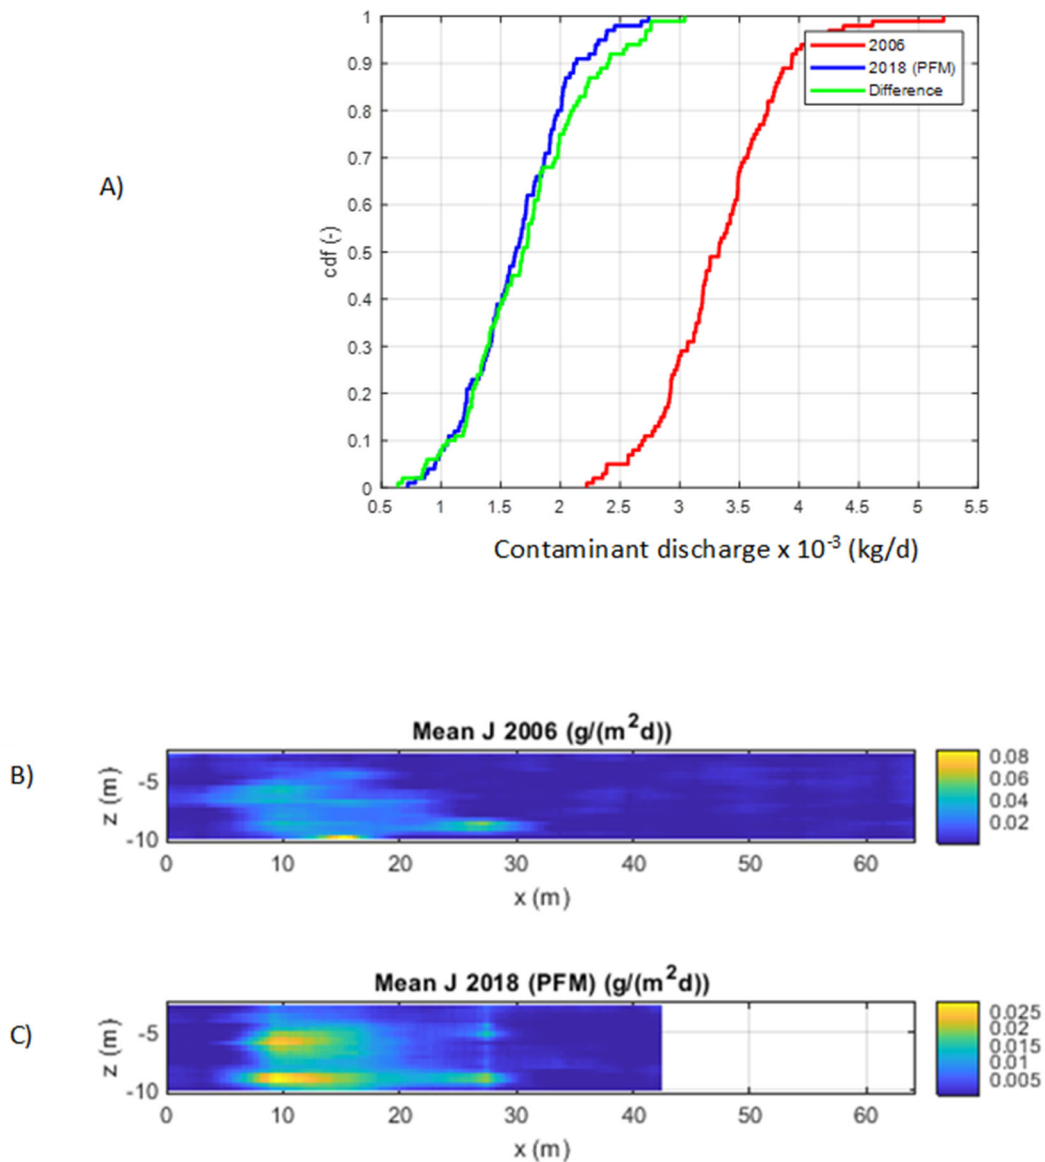 A)
cdf (-)
1
0.9
0.8
0.7
0.6
0.5
0.4
0.3
0.2
0.1
0
0.5 1 1.5 2 2.5 3 3.5 4 4.5 5 5.5
2006
2018 (PFM)
Difference
Contaminant discharge x 10⁻³ (kg/d)
B)
Mean J 2006 (g/(m²d))
z (m)
-5
-10
0 10 20 30 40 50 60
x (m)
0.08
0.06
0.04
0.02
C)
Mean J 2018 (PFM) (g/(m²d))
z (m)
-5
-10
0 10 20 30 40 50 60
x (m)
0.025
0.02
0.015
0.01
0.005